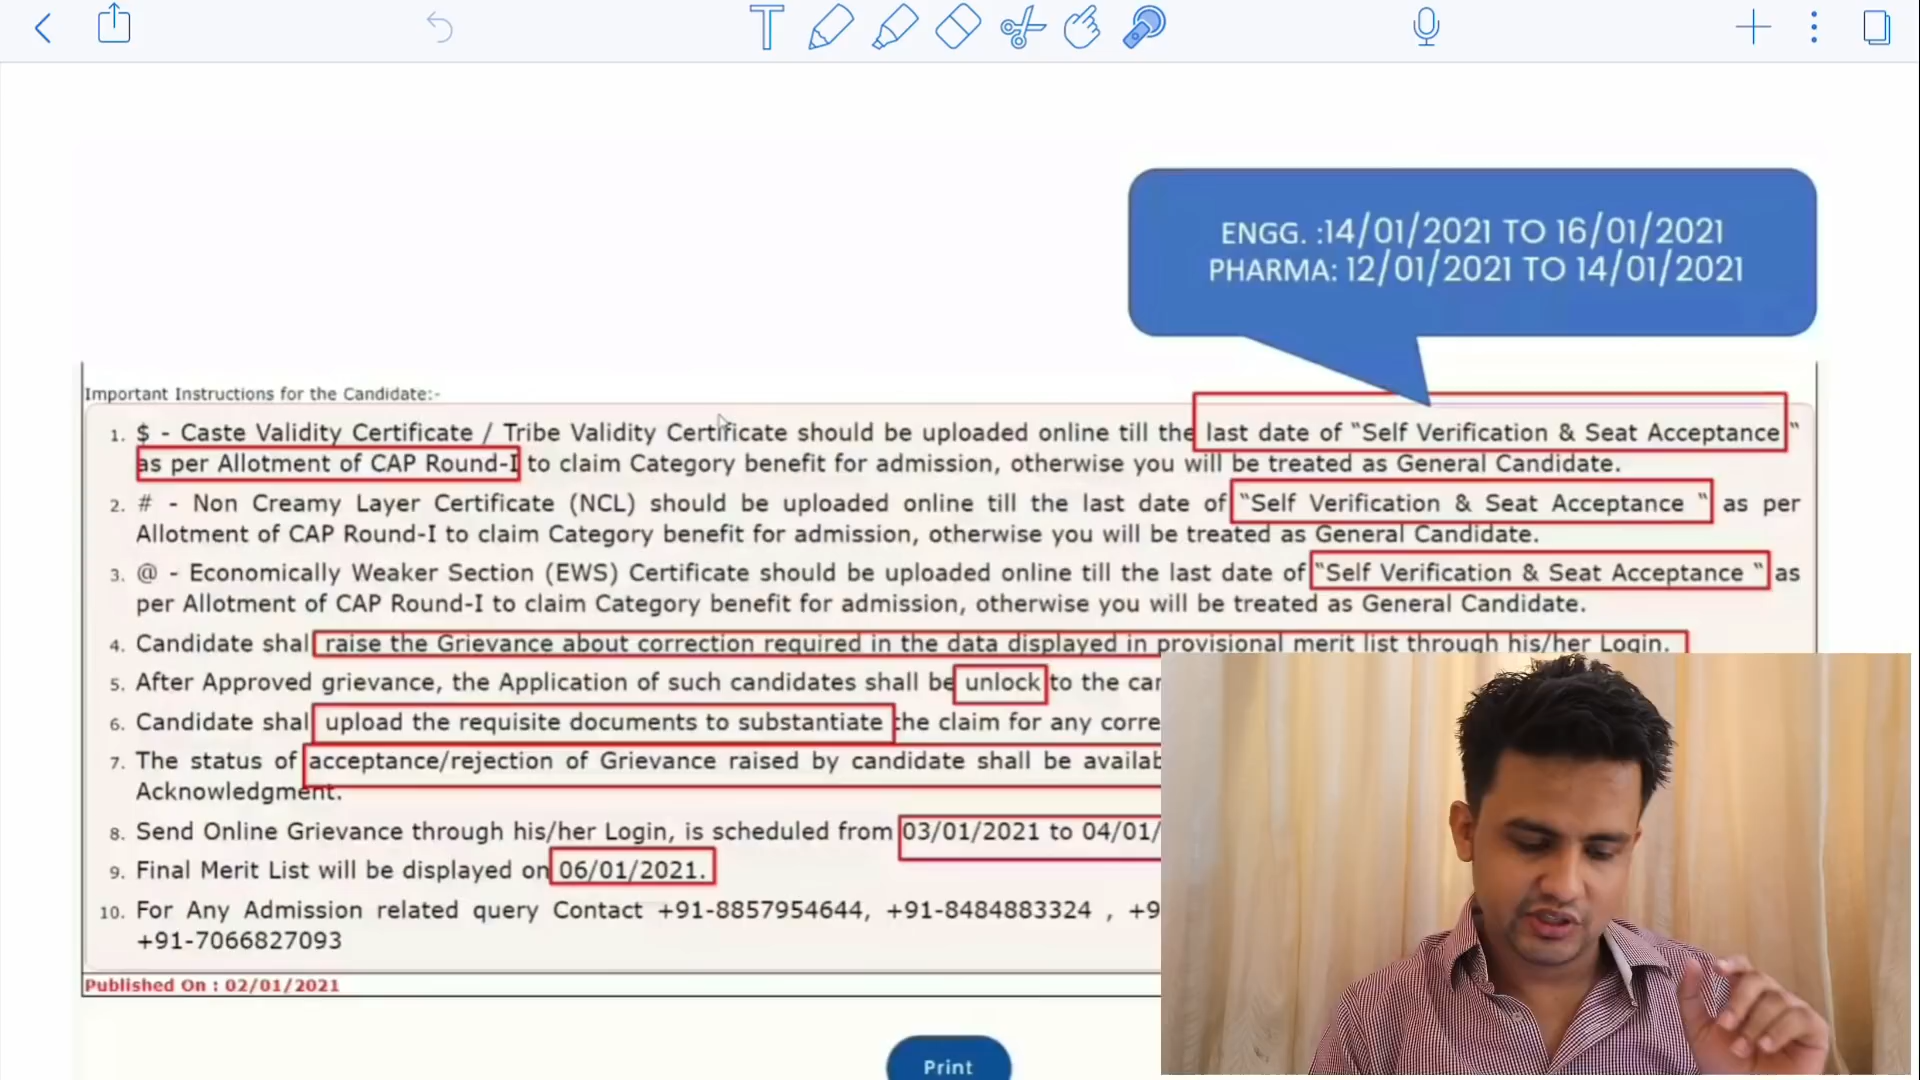 ENGG. :14/01/2021 TO 16/01/2021
PHARMA: 12/01/2021 TO 14/01/2021
Important Instructions for the Candidate:-
1. $ - Caste Validity Certificate / Tribe Validity Certificate should be uploaded online till the last date of "Self Verification & Seat Acceptance "
as per Allotment of CAP Round-I to claim Category benefit for admission, otherwise you will be treated as General Candidate.
2. # - Non Creamy Layer Certificate (NCL) should be uploaded online till the last date of "Self Verification & Seat Acceptance " as per
Allotment of CAP Round-I to claim Category benefit for admission, otherwise you will be treated as General Candidate.
3. @ - Economically Weaker Section (EWS) Certificate should be uploaded online till the last date of "Self Verification & Seat Acceptance " as
per Allotment of CAP Round-I to claim Category benefit for admission, otherwise you will be treated as General Candidate.
4. Candidate shal raise the Grievance about correction required in the data displayed in provisional merit list through his/her Login.
5. After Approved grievance, the Application of such candidates shall be unlock to the car
6. Candidate shal upload the requisite documents to substantiate the claim for any corre
7. The status of acceptance/rejection of Grievance raised by candidate shall be availab
Acknowledgment.
8. Send Online Grievance through his/her Login, is scheduled from 03/01/2021 to 04/01/
9. Final Merit List will be displayed on 06/01/2021.
10. For Any Admission related query Contact +91-8857954644, +91-8484883324 , +9
+91-7066827093
Published On : 02/01/2021
Print